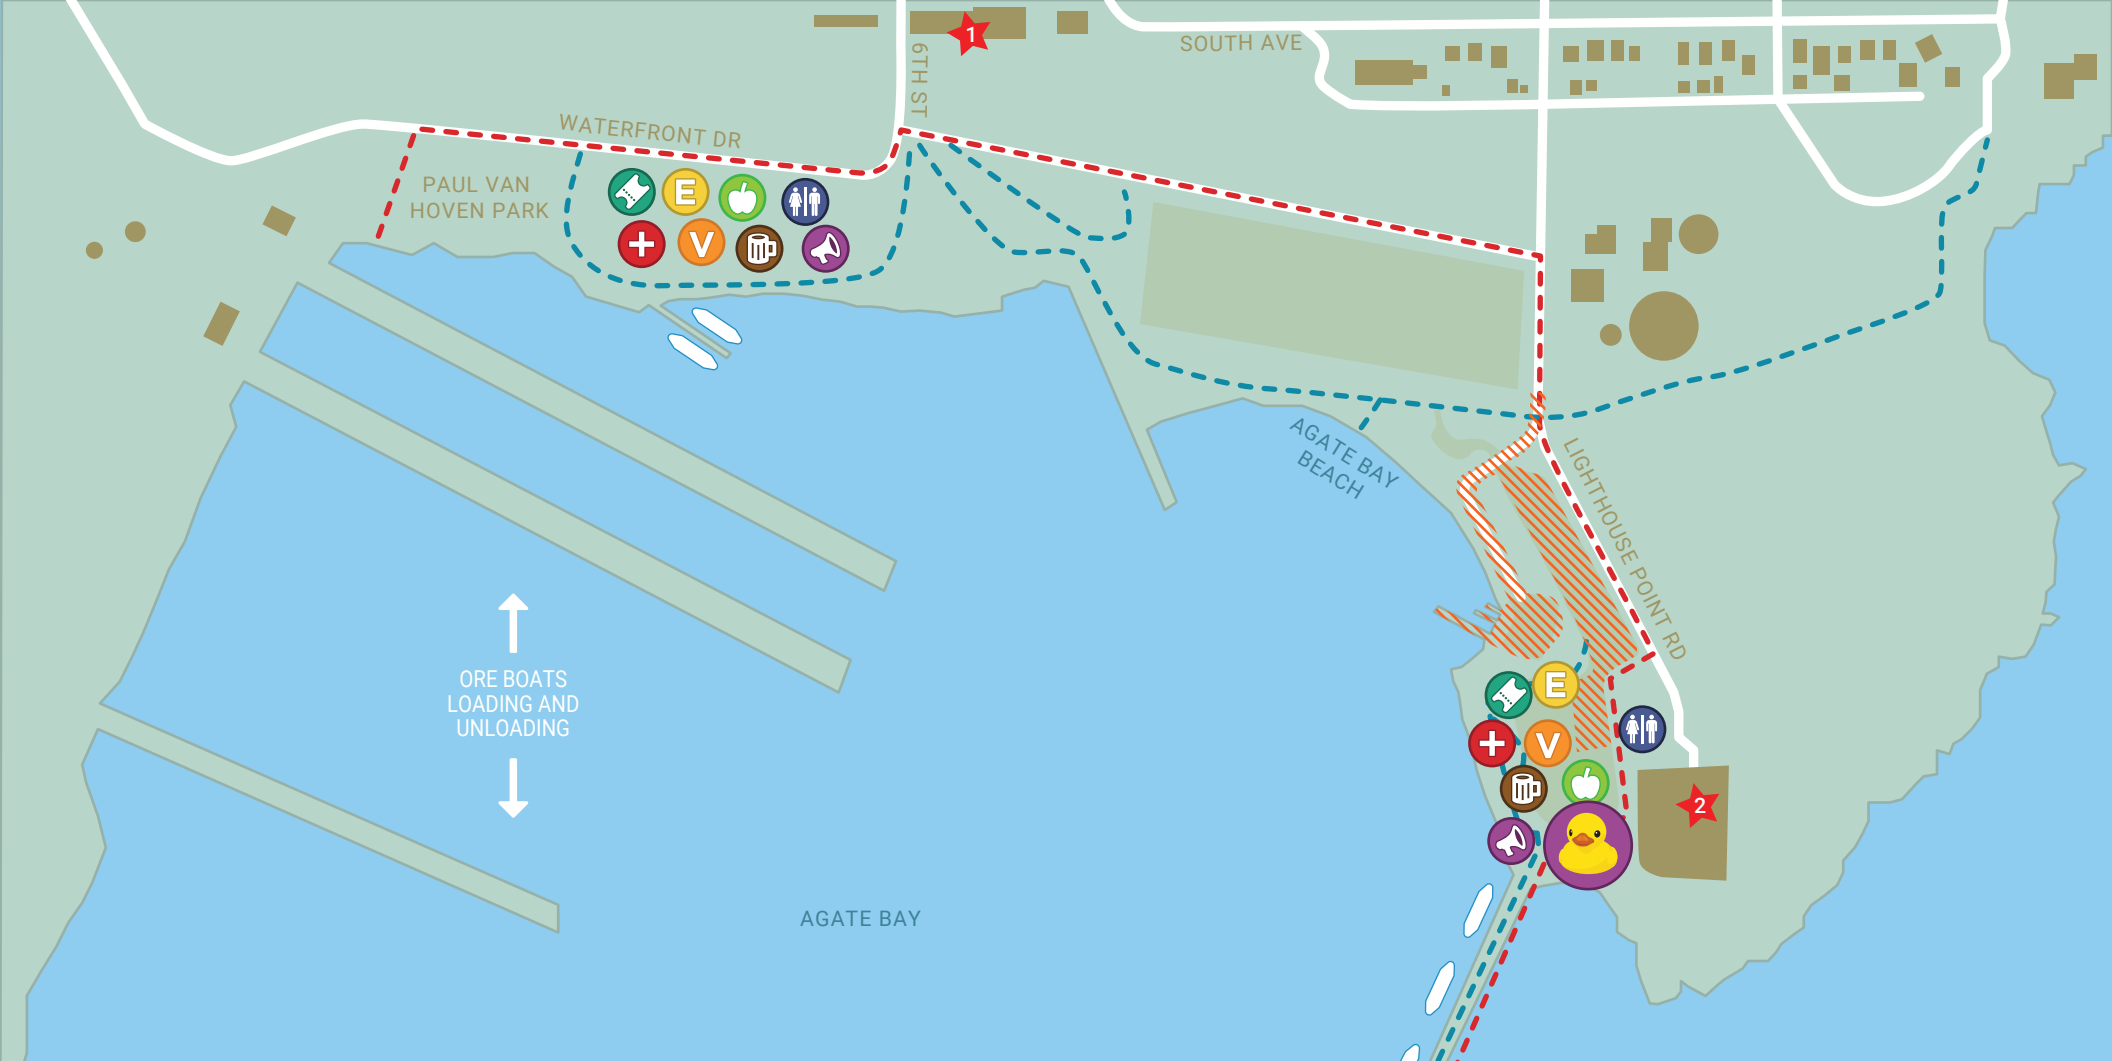 1
SOUTH AVE
6TH ST
WATERFRONT DR
PAUL VAN
HOVEN PARK
E
V
AGATE BAY
BEACH
LIGHTHOUSE POINT RD
ORE BOATS
LOADING AND
UNLOADING
E
V
2
AGATE BAY